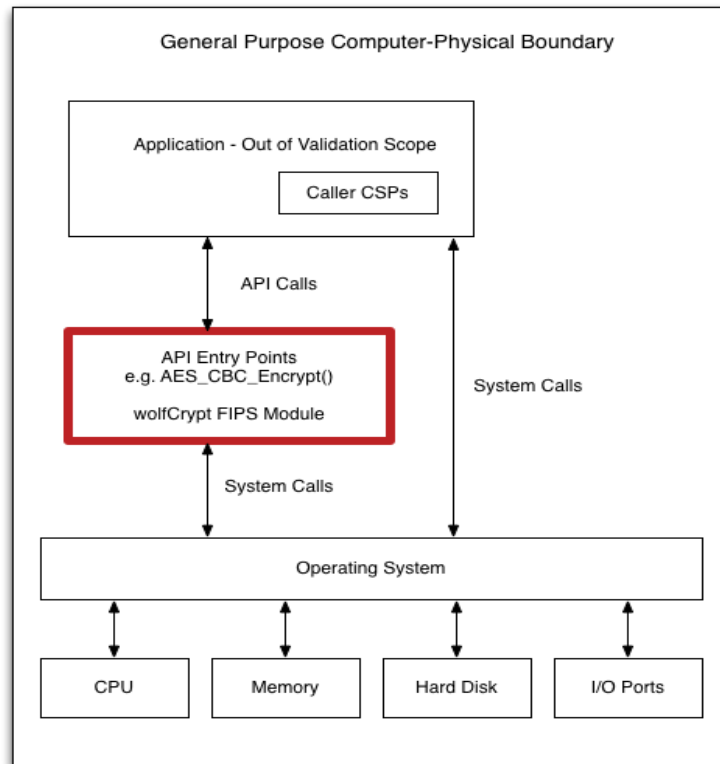 General Purpose Computer-Physical Boundary
Application - Out of Validation Scope
Caller CSPs
API Calls
API Entry Points
e.g. AES_CBC_Encrypt()
wolfCrypt FIPS Module
System Calls
System Calls
Operating System
CPU
Memory
Hard Disk
I/O Ports